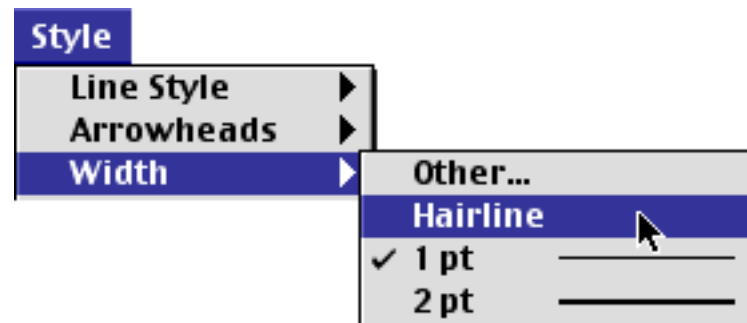 Style
Line Style
Arrowheads
Width
Other...
Hairline
1 pt
2 pt